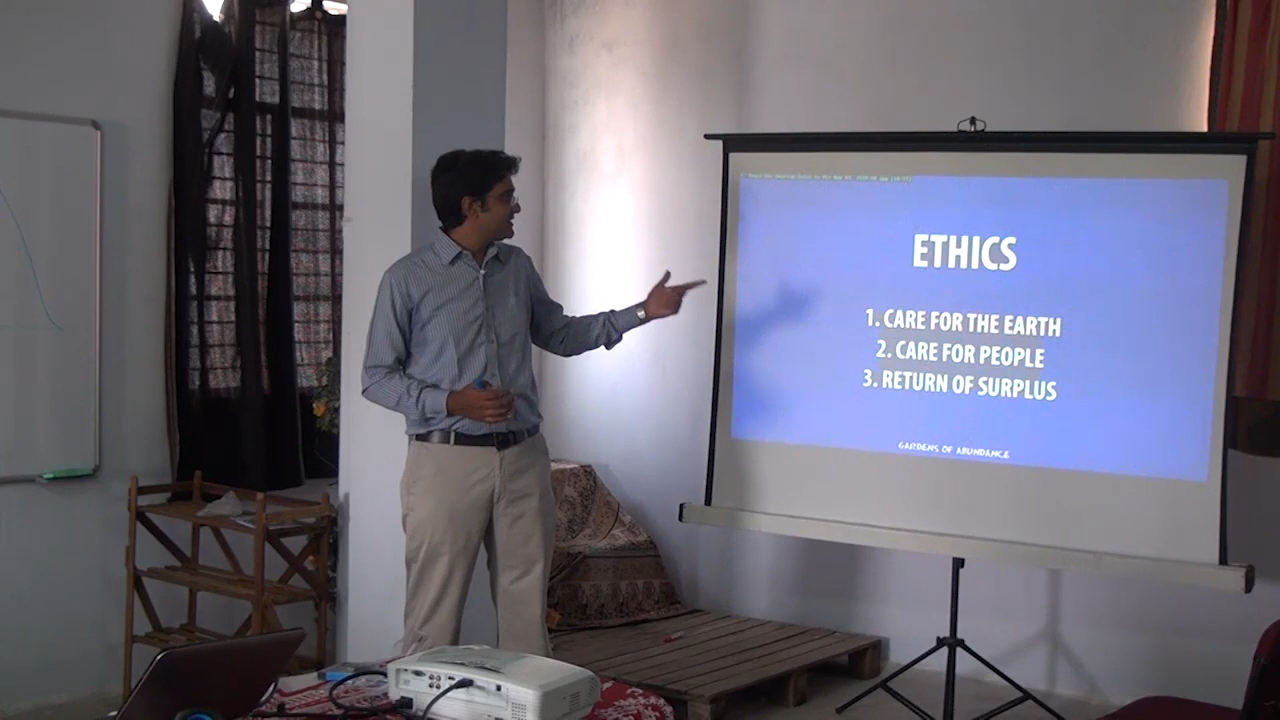 ETHICS
1. CARE FOR THE EARTH
2. CARE FOR PEOPLE
3. RETURN OF SURPLUS
GARDENS OF ABUNDANCE